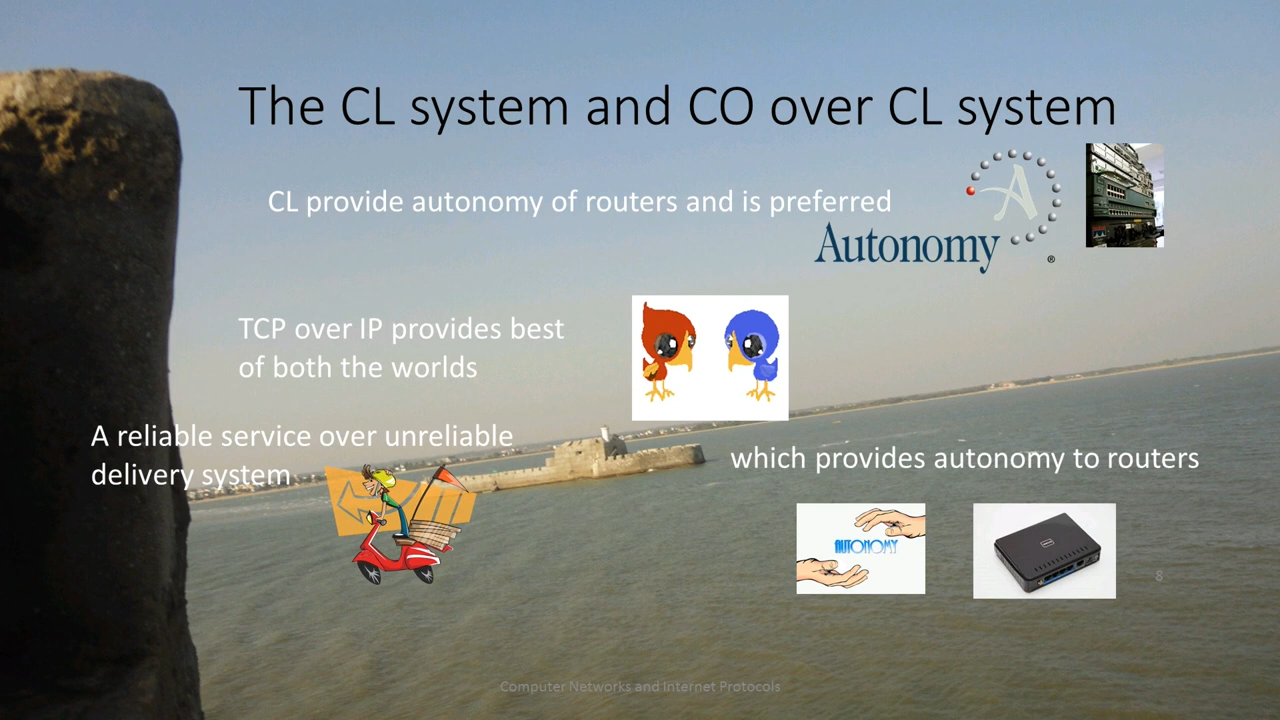 The CL system and CO over CL system
CL provide autonomy of routers and is preferred
A
Autonomy
®
TCP over IP provides best
of both the worlds
A reliable service over unreliable
delivery system
which provides autonomy to routers
AUTONOMY
8
Computer Networks and Internet Protocols